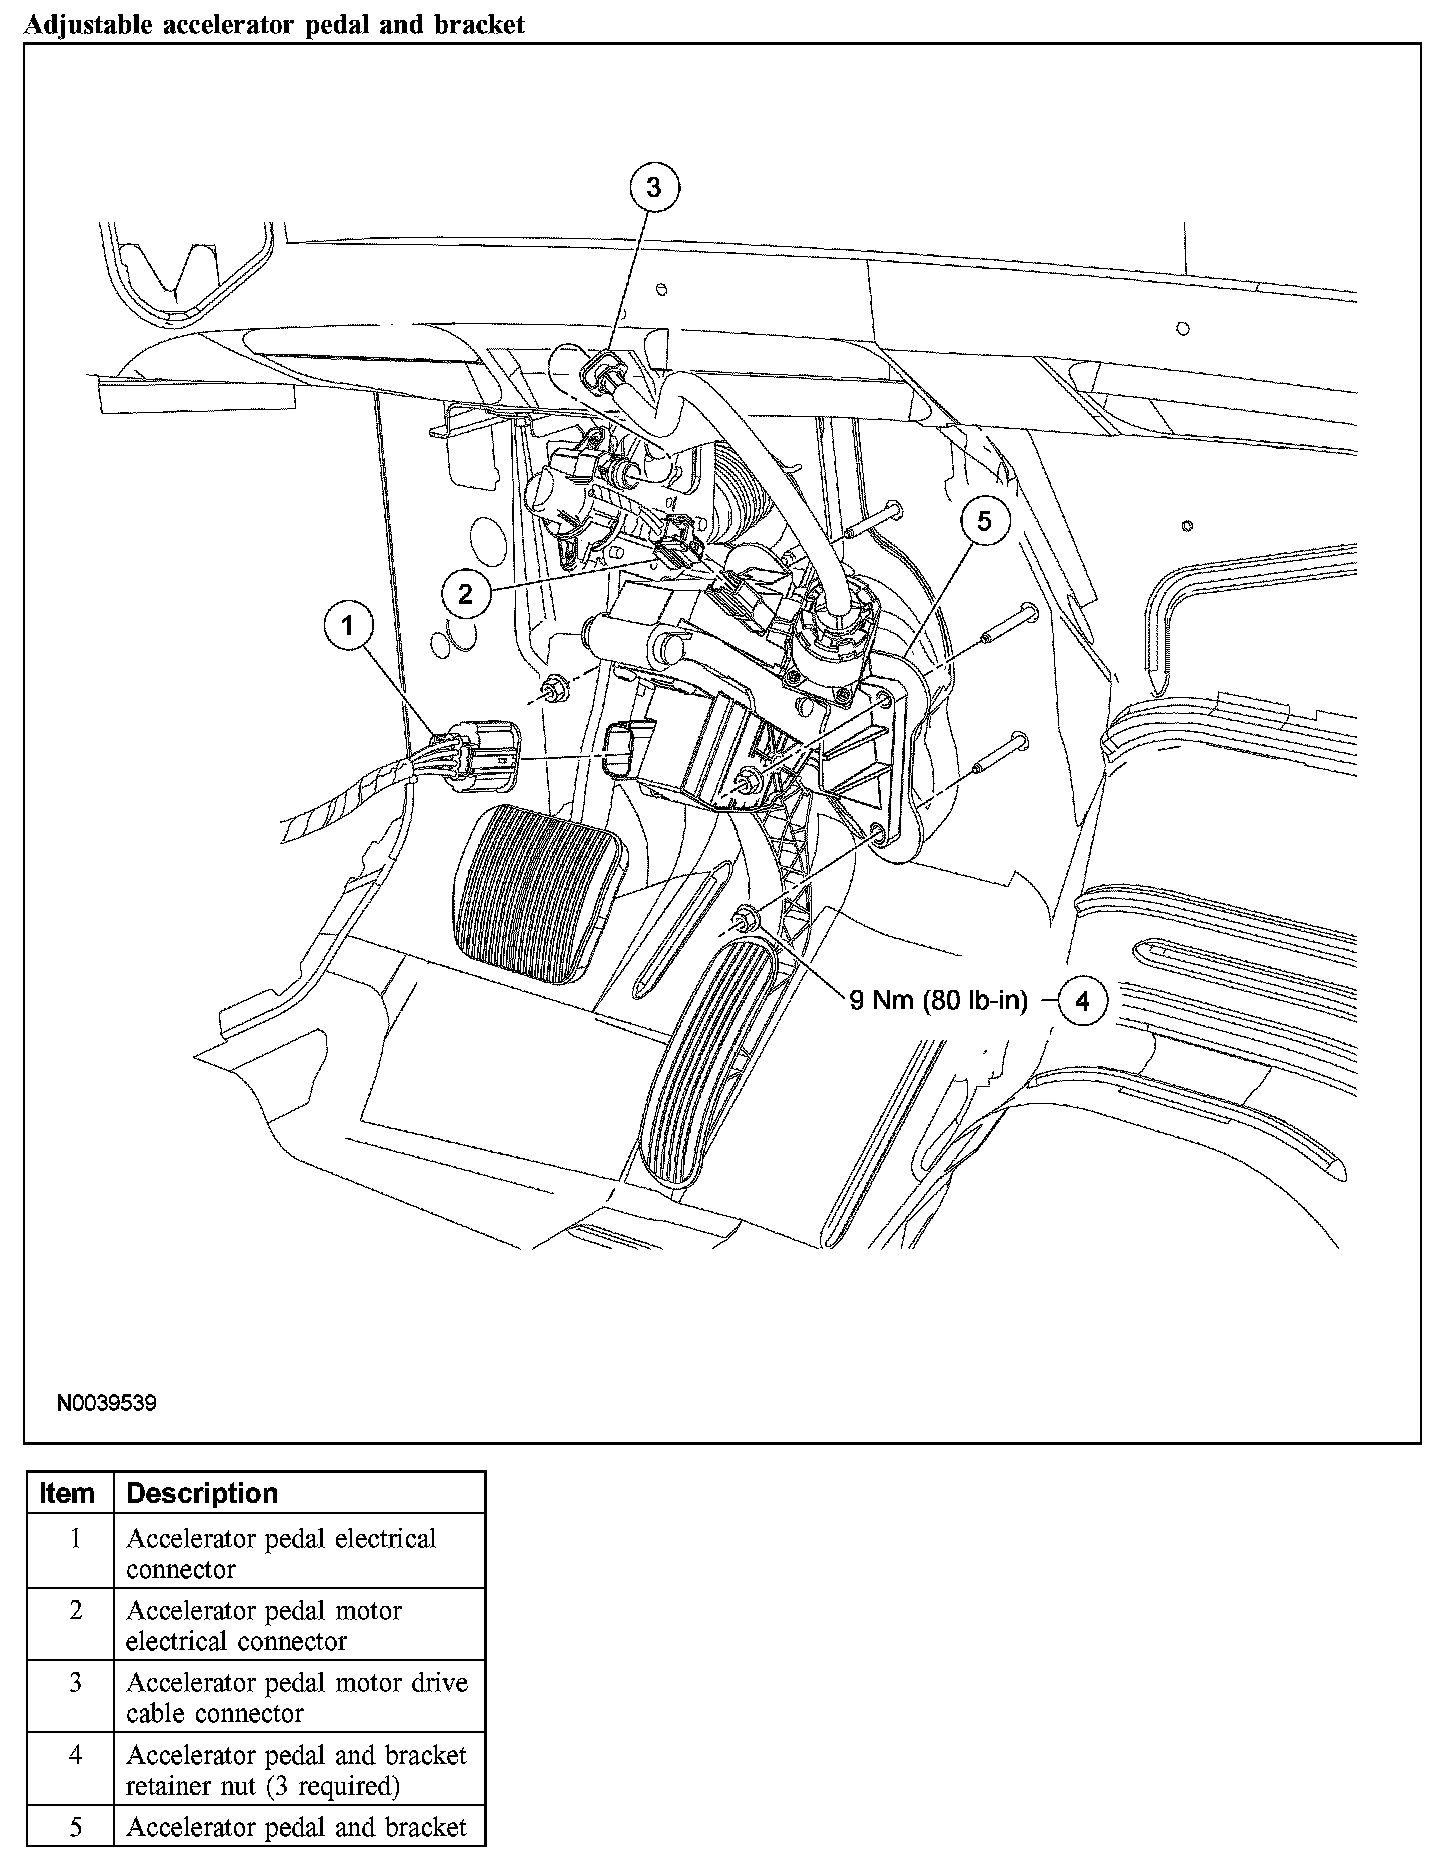 Adjustable accelerator pedal and bracket
3
5
2
1
9 Nm (80 lb-in)
4
N0039539
Item Description
1 Accelerator pedal electrical
connector
2 Accelerator pedal motor
electrical connector
3 Accelerator pedal motor drive
cable connector
4 Accelerator pedal and bracket
retainer nut (3 required)
5 Accelerator pedal and bracket